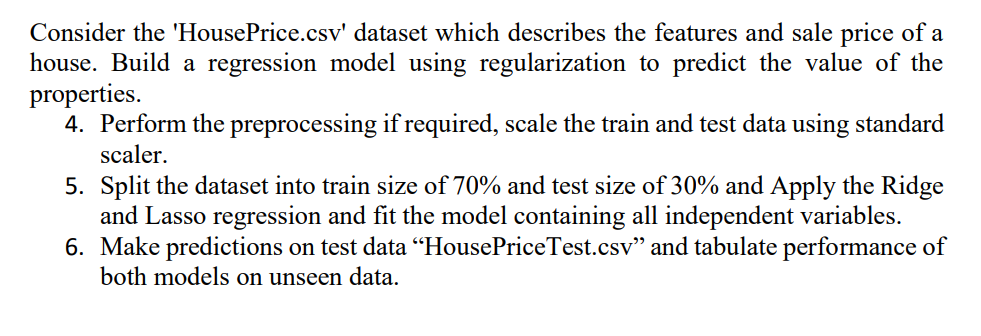 Consider the 'HousePrice.csv' dataset which describes the features and sale price of a
house. Build a regression model using regularization to predict the value of the
properties.
4. Perform the preprocessing if required, scale the train and test data using standard
scaler.
5. Split the dataset into train size of 70% and test size of 30% and Apply the Ridge
and Lasso regression and fit the model containing all independent variables.
6. Make predictions on test data “HousePriceTest.csv” and tabulate performance of
both models on unseen data.